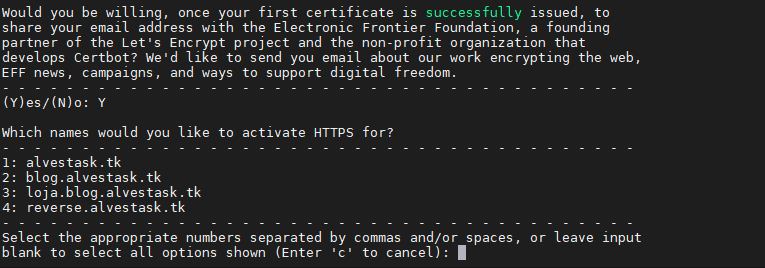 Would you be willing, once your first certificate is successfully issued, to
share your email address with the Electronic Frontier Foundation, a founding
partner of the Let's Encrypt project and the non-profit organization that
develops Certbot? We'd like to send you email about our work encrypting the web,
EFF news, campaigns, and ways to support digital freedom.
- - - - - - - - - - - - - - - - - - - - - - - - - - - - - - - - - - - - - - - -
(Y)es/(N)o: Y
Which names would you like to activate HTTPS for?
- - - - - - - - - - - - - - - - - - - - - - - - - - - - - - - - - - - - - - - -
1: alvestask.tk
2: blog.alvestask.tk
3: loja.blog.alvestask.tk
4: reverse.alvestask.tk
- - - - - - - - - - - - - - - - - - - - - - - - - - - - - - - - - - - - - - - -
Select the appropriate numbers separated by commas and/or spaces, or leave input
blank to select all options shown (Enter 'c' to cancel):